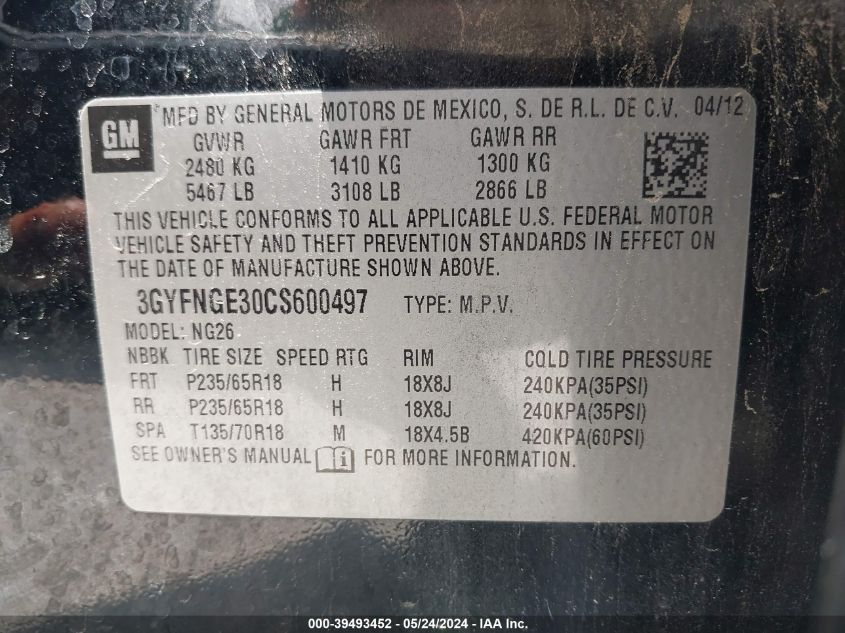 GM
MFD BY GENERAL MOTORS DE MEXICO, S. DE R.L. DE C.V. 04/12
GVWR GAWR FRT GAWR RR
2480 KG 1410 KG 1300 KG
5467 LB 3108 LB 2866 LB
THIS VEHICLE CONFORMS TO ALL APPLICABLE U.S. FEDERAL MOTOR
VEHICLE SAFETY AND THEFT PREVENTION STANDARDS IN EFFECT ON
THE DATE OF MANUFACTURE SHOWN ABOVE.
3GYFNGE30CS600497 TYPE: M.P.V.
MODEL: NG26
NBBK TIRE SIZE SPEED RTG RIM COLD TIRE PRESSURE
FRT P235/65R18 H 18X8J 240KPA(35PSI)
RR P235/65R18 H 18X8J 240KPA(35PSI)
SPA T135/70R18 M 18X4.5B 420KPA(60PSI)
SEE OWNER'S MANUAL i FOR MORE INFORMATION.
000-39493452 - 05/24/2024 - IAA Inc.